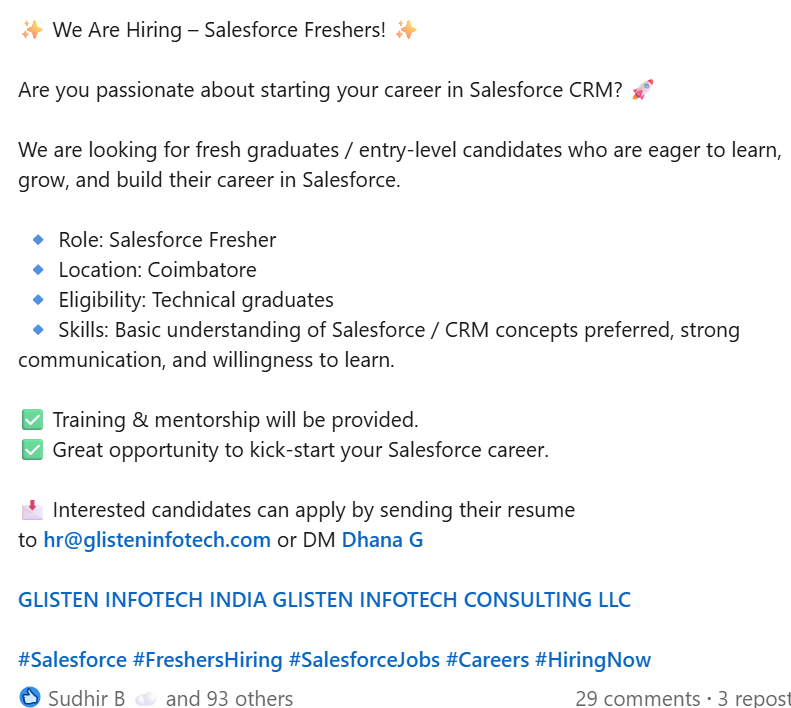 ✨ We Are Hiring – Salesforce Freshers! ✨
Are you passionate about starting your career in Salesforce CRM? 🚀
We are looking for fresh graduates / entry-level candidates who are eager to learn,
grow, and build their career in Salesforce.
🔹 Role: Salesforce Fresher
🔹 Location: Coimbatore
🔹 Eligibility: Technical graduates
🔹 Skills: Basic understanding of Salesforce / CRM concepts preferred, strong
communication, and willingness to learn.
✅ Training & mentorship will be provided.
✅ Great opportunity to kick-start your Salesforce career.
📩 Interested candidates can apply by sending their resume
to hr@glisteninfotech.com or DM Dhana G
GLISTEN INFOTECH INDIA GLISTEN INFOTECH CONSULTING LLC
#Salesforce #FreshersHiring #SalesforceJobs #Careers #HiringNow
Sudhir B ☁️ and 93 others 29 comments · 3 repost